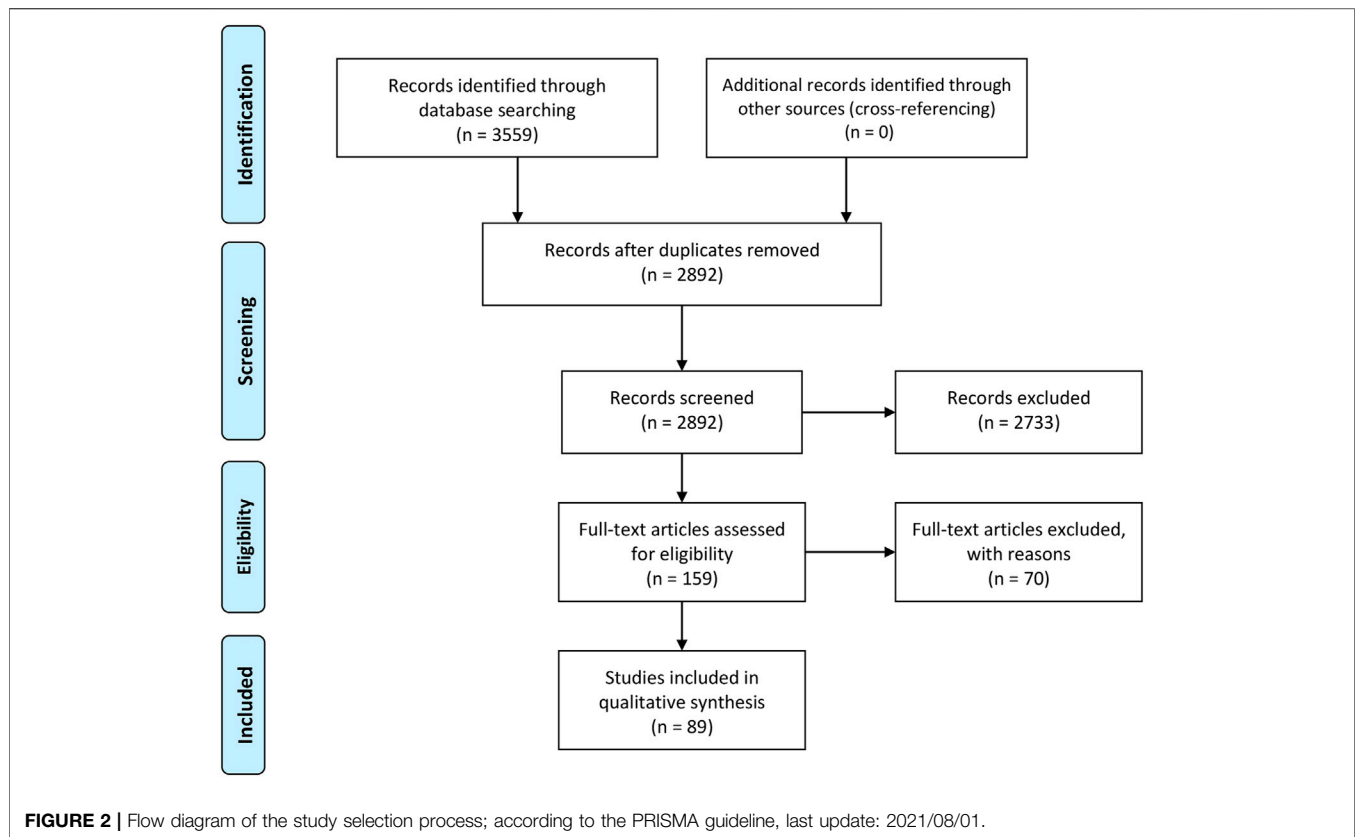 Identification
Records identified through
database searching
(n = 3559)
Additional records identified through
other sources (cross-referencing)
(n = 0)
Screening
Records after duplicates removed
(n = 2892)
Records screened
(n = 2892)
Records excluded
(n = 2733)
Eligibility
Full-text articles assessed
for eligibility
(n = 159)
Full-text articles excluded,
with reasons
(n = 70)
Included
Studies included in
qualitative synthesis
(n = 89)
FIGURE 2 | Flow diagram of the study selection process; according to the PRISMA guideline, last update: 2021/08/01.